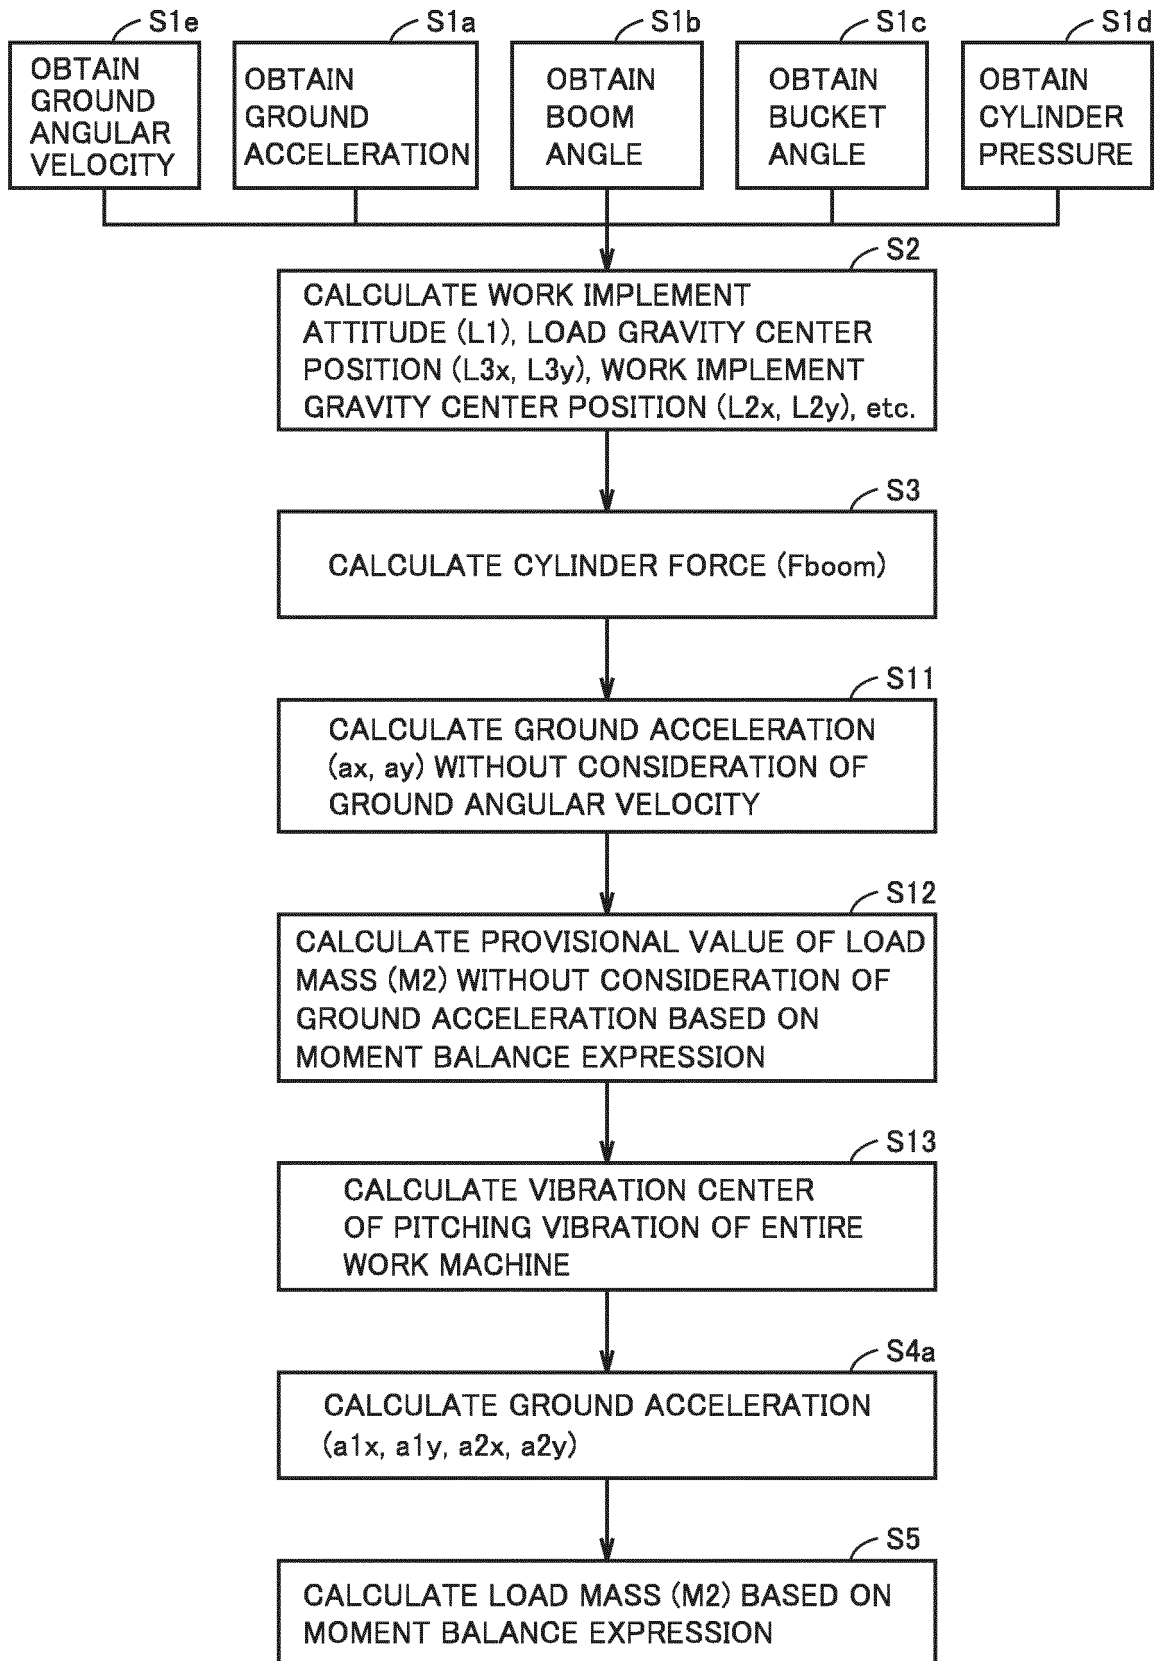 S1e
OBTAIN
GROUND
ANGULAR
VELOCITY
S1a
OBTAIN
GROUND
ACCELERATION
S1b
OBTAIN
BOOM
ANGLE
S1c
OBTAIN
BUCKET
ANGLE
S1d
OBTAIN
CYLINDER
PRESSURE
S2
CALCULATE WORK IMPLEMENT
ATTITUDE (L1), LOAD GRAVITY CENTER
POSITION (L3x, L3y), WORK IMPLEMENT
GRAVITY CENTER POSITION (L2x, L2y), etc.
S3
CALCULATE CYLINDER FORCE (Fboom)
S11
CALCULATE GROUND ACCELERATION
(ax, ay) WITHOUT CONSIDERATION OF
GROUND ANGULAR VELOCITY
S12
CALCULATE PROVISIONAL VALUE OF LOAD
MASS (M2) WITHOUT CONSIDERATION OF
GROUND ACCELERATION BASED ON
MOMENT BALANCE EXPRESSION
S13
CALCULATE VIBRATION CENTER
OF PITCHING VIBRATION OF ENTIRE
WORK MACHINE
S4a
CALCULATE GROUND ACCELERATION
(a1x, a1y, a2x, a2y)
S5
CALCULATE LOAD MASS (M2) BASED ON
MOMENT BALANCE EXPRESSION